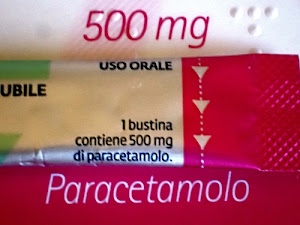 500 mg
USO ORALE
UBILE
1 bustina
contiene 500 mg
di paracetamolo.
Paracetamolo